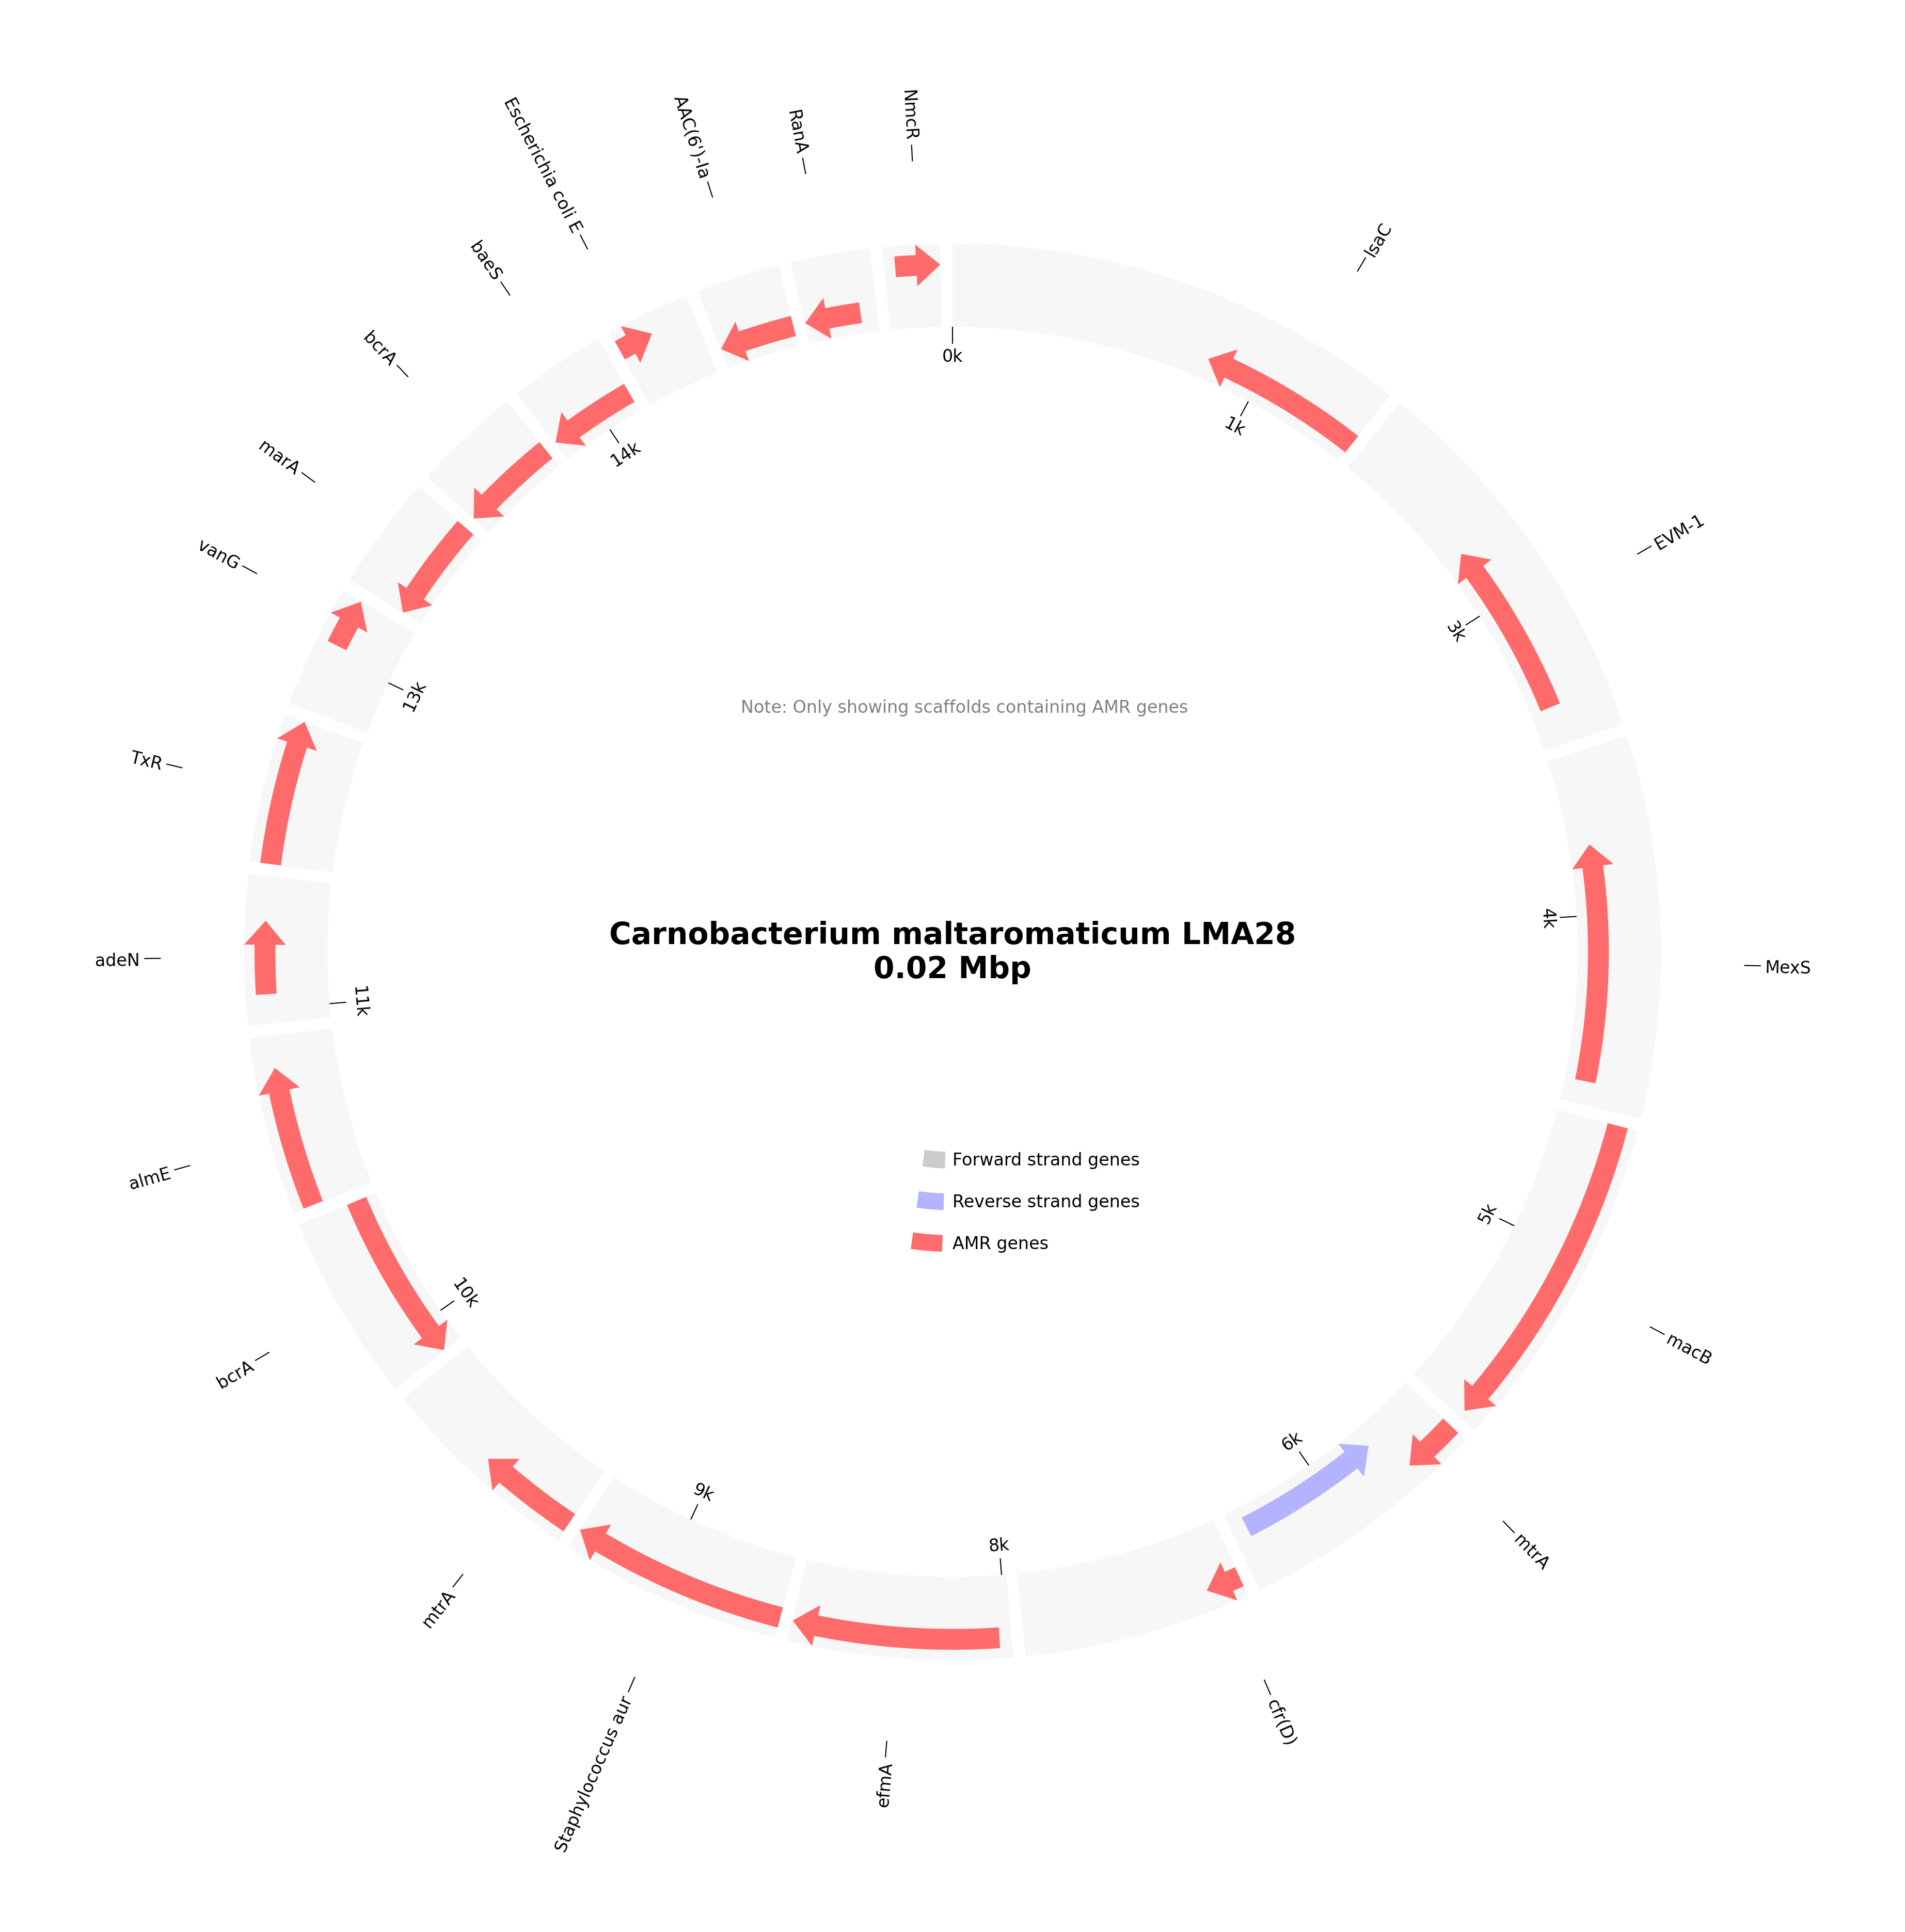 NmcR
RanA
AAC(6')-Ia
Escherichia coli E
baeS
bcrA
marA
vanG
TxR
adeN
almE
bcrA
mtrA
Staphylococcus aur
efmA
cfr(D)
mtrA
macB
MexS
EVM-1
lsaC
0k
1k
3k
4k
5k
6k
8k
9k
10k
11k
13k
14k
Note: Only showing scaffolds containing AMR genes
Carnobacterium maltaromaticum LMA28
0.02 Mbp
Forward strand genes
Reverse strand genes
AMR genes